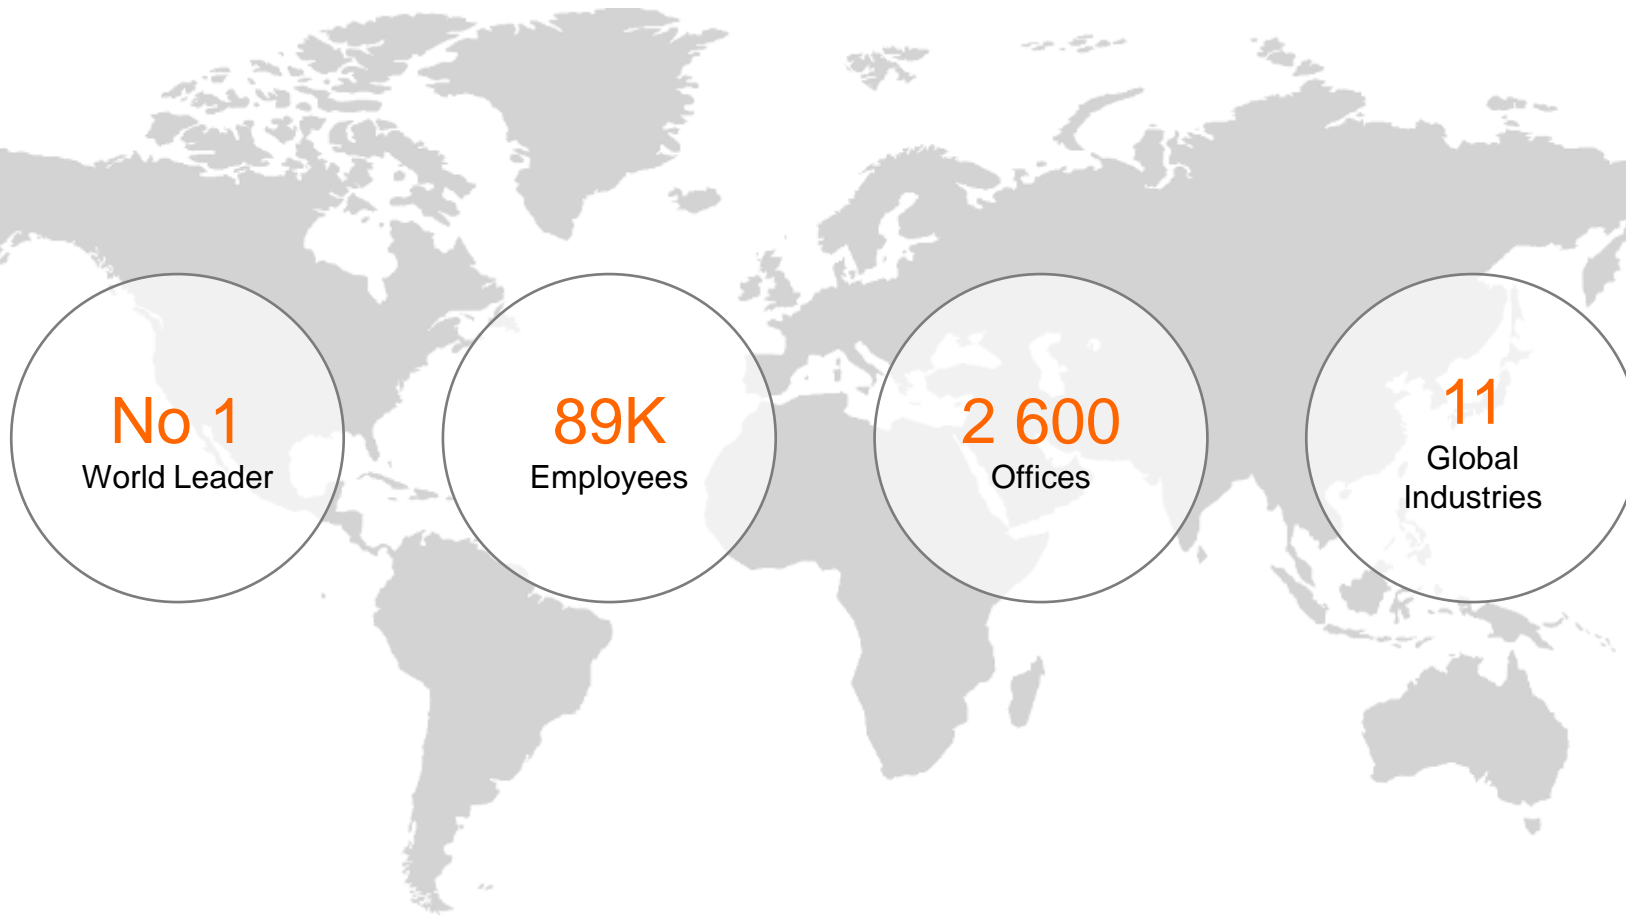 No 1
World Leader
89K
Employees
2 600
Offices
11
Global
Industries